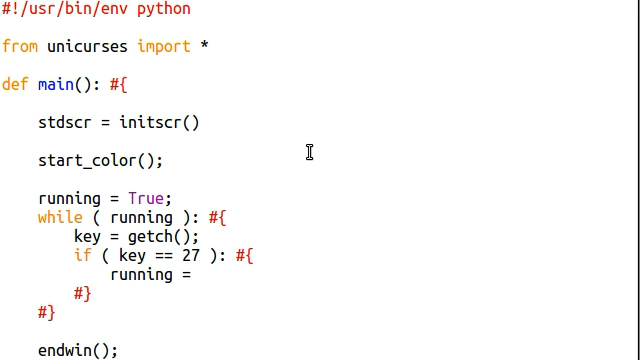 #!/usr/bin/env python
from unicurses import *
def main(): #{
stdscr = initscr()
start_color();
running = True;
while ( running ): #{
key = getch();
if ( key == 27 ): #{
running =
#}
#}
endwin();